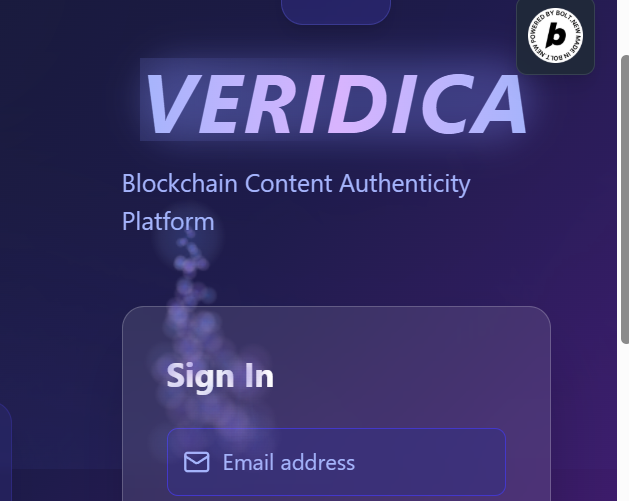 POWERED BY BOLT.NEW MADE IN BOLT.NEW
b
VERIDICA
Blockchain Content Authenticity
Platform
Sign In
Email address